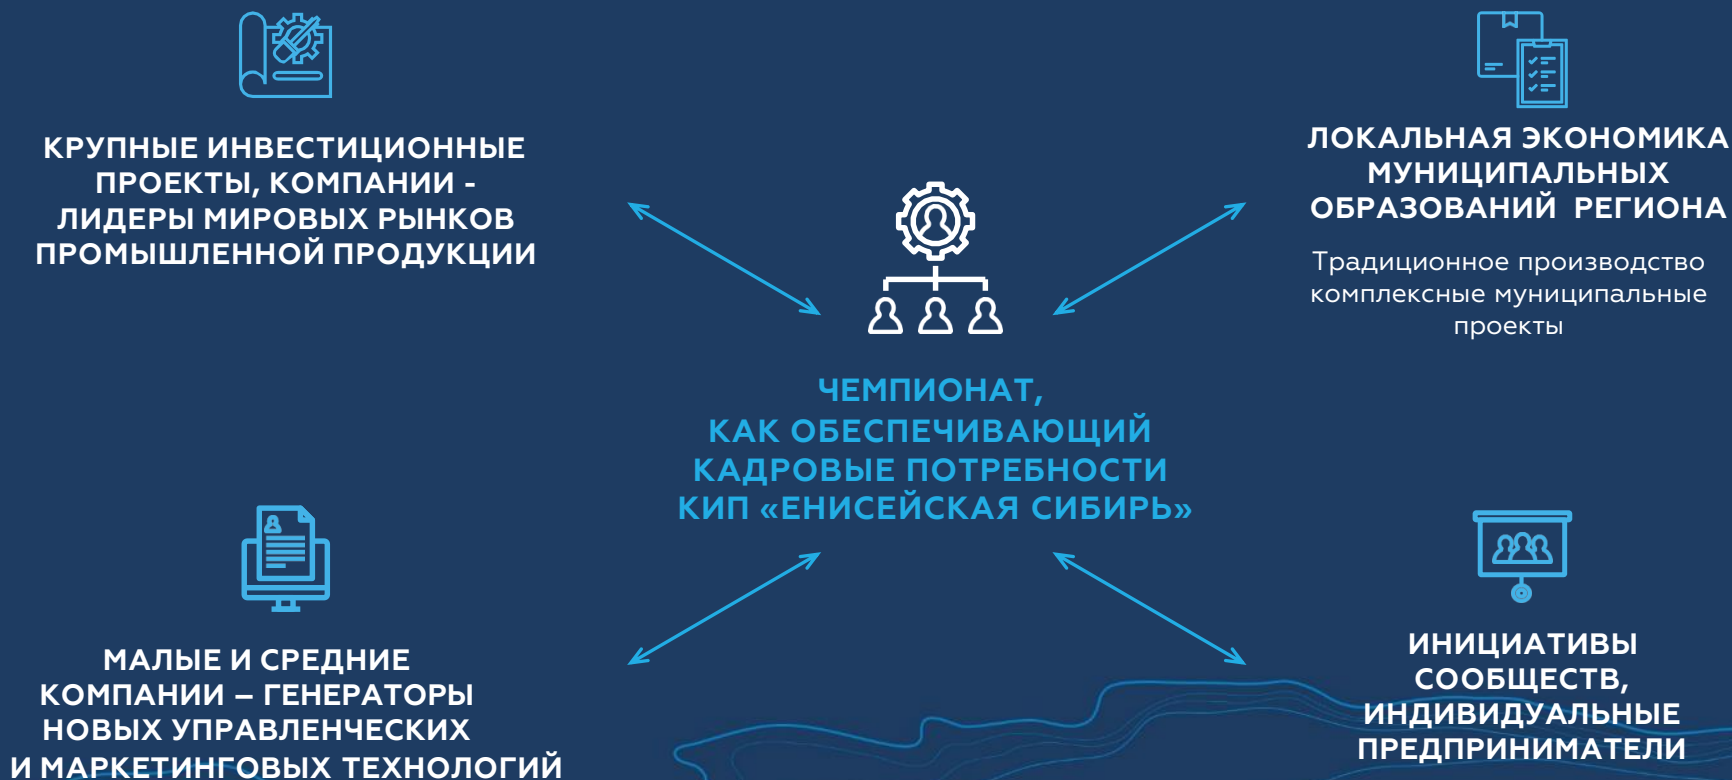 КРУПНЫЕ ИНВЕСТИЦИОННЫЕ
ПРОЕКТЫ, КОМПАНИИ -
ЛИДЕРЫ МИРОВЫХ РЫНКОВ
ПРОМЫШЛЕННОЙ ПРОДУКЦИИ
ЛОКАЛЬНАЯ ЭКОНОМИКА
МУНИЦИПАЛЬНЫХ
ОБРАЗОВАНИЙ РЕГИОНА
Традиционное производство
комплексные муниципальные
проекты
ЧЕМПИОНАТ,
КАК ОБЕСПЕЧИВАЮЩИЙ
КАДРОВЫЕ ПОТРЕБНОСТИ
КИП «ЕНИСЕЙСКАЯ СИБИРЬ»
МАЛЫЕ И СРЕДНИЕ
КОМПАНИИ – ГЕНЕРАТОРЫ
НОВЫХ УПРАВЛЕНЧЕСКИХ
И МАРКЕТИНГОВЫХ ТЕХНОЛОГИЙ
ИНИЦИАТИВЫ
СООБЩЕСТВ,
ИНДИВИДУАЛЬНЫЕ
ПРЕДПРИНИМАТЕЛИ